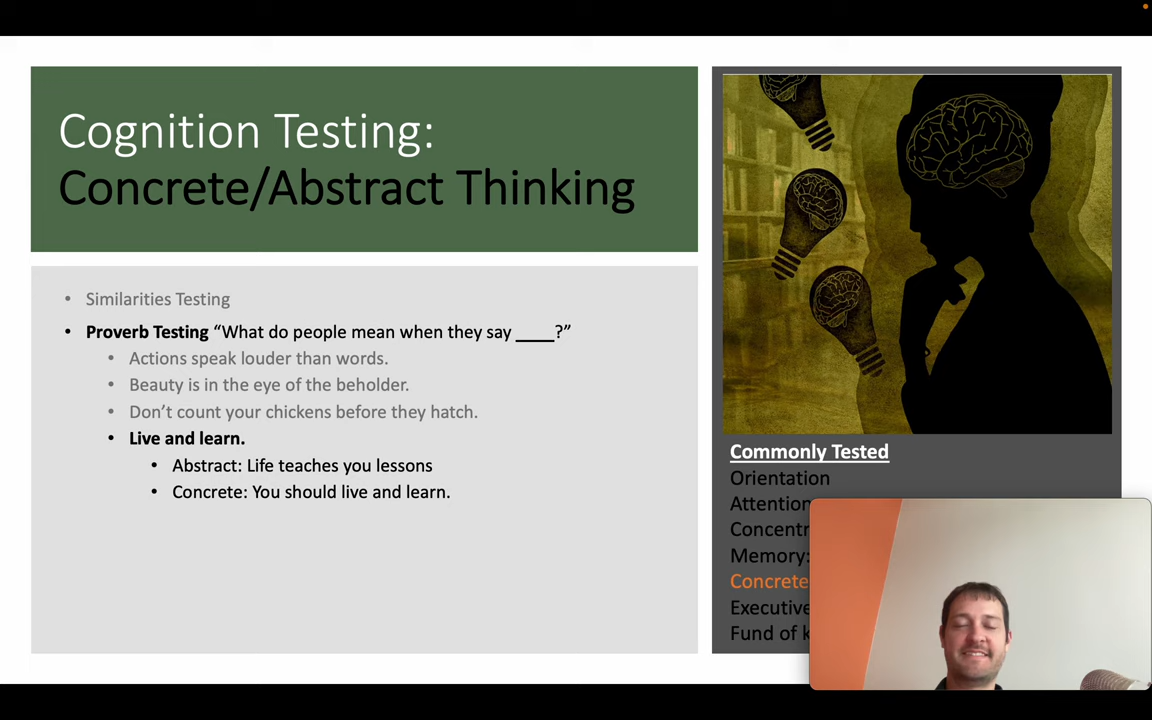 Cognition Testing:
Concrete/Abstract Thinking
• Similarities Testing
• Proverb Testing “What do people mean when they say ____?”
• Actions speak louder than words.
• Beauty is in the eye of the beholder.
• Don’t count your chickens before they hatch.
• Live and learn.
• Abstract: Life teaches you lessons
• Concrete: You should live and learn.
Commonly Tested
Orientation
Attention
Memory:
Concrete
Executive
Fund of